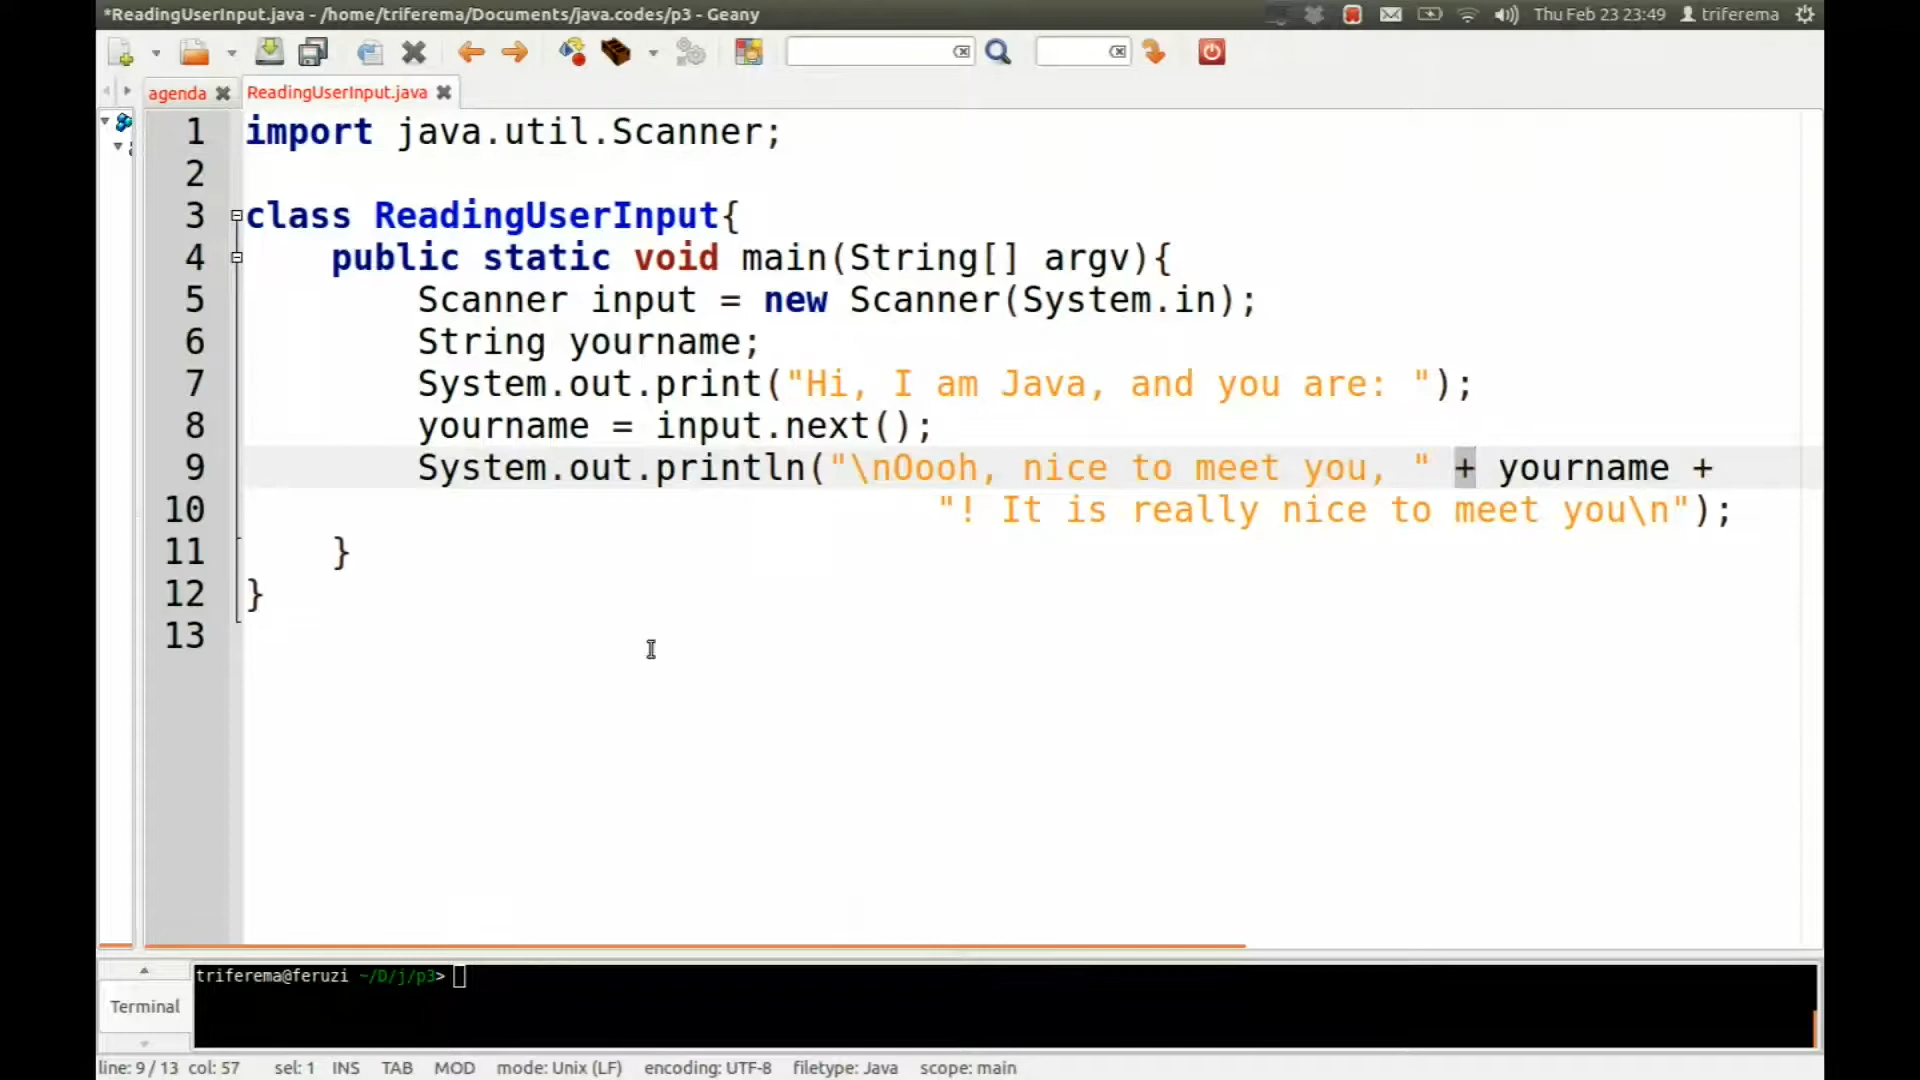 *ReadingUserInput.java - /home/triferema/Documents/java.codes/p3 - Geany
Thu Feb 23 23:49 triferema
agenda ReadingUserInput.java
1 import java.util.Scanner;
2
3 class ReadingUserInput{
4 public static void main(String[] argv){
5 Scanner input = new Scanner(System.in);
6 String yourname;
7 System.out.print("Hi, I am Java, and you are: ");
8 yourname = input.next();
9 System.out.println("\nOooh, nice to meet you, " + yourname +
10 "! It is really nice to meet you\n");
11 }
12 }
13
triferema@feruzi ~/D/j/p3>
Terminal
line: 9 / 13 col: 57 sel: 1 INS TAB MOD mode: Unix (LF) encoding: UTF-8 filetype: Java scope: main